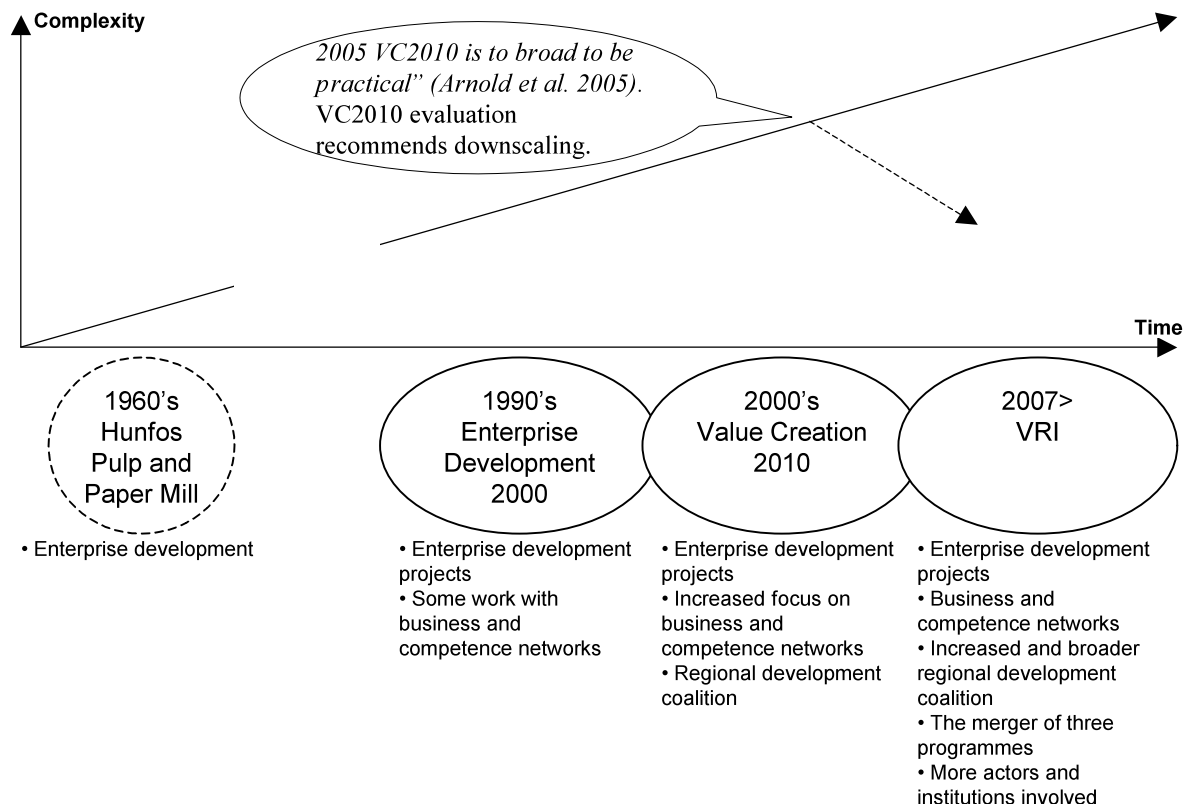 Complexity
2005 VC2010 is to broad to be
practical” (Arnold et al. 2005).
VC2010 evaluation
recommends downscaling.
Time
1960’s
Hunfos
Pulp and
Paper Mill
1990’s
Enterprise
Development
2000
2000’s
Value Creation
2010
2007>
VRI
• Enterprise development
• Enterprise development
projects
• Some work with
business and
competence networks
• Enterprise development
projects
• Increased focus on
business and
competence networks
• Regional development
coalition
• Enterprise development
projects
• Business and
competence networks
• Increased and broader
regional development
coalition
• The merger of three
programmes
• More actors and
institutions involved